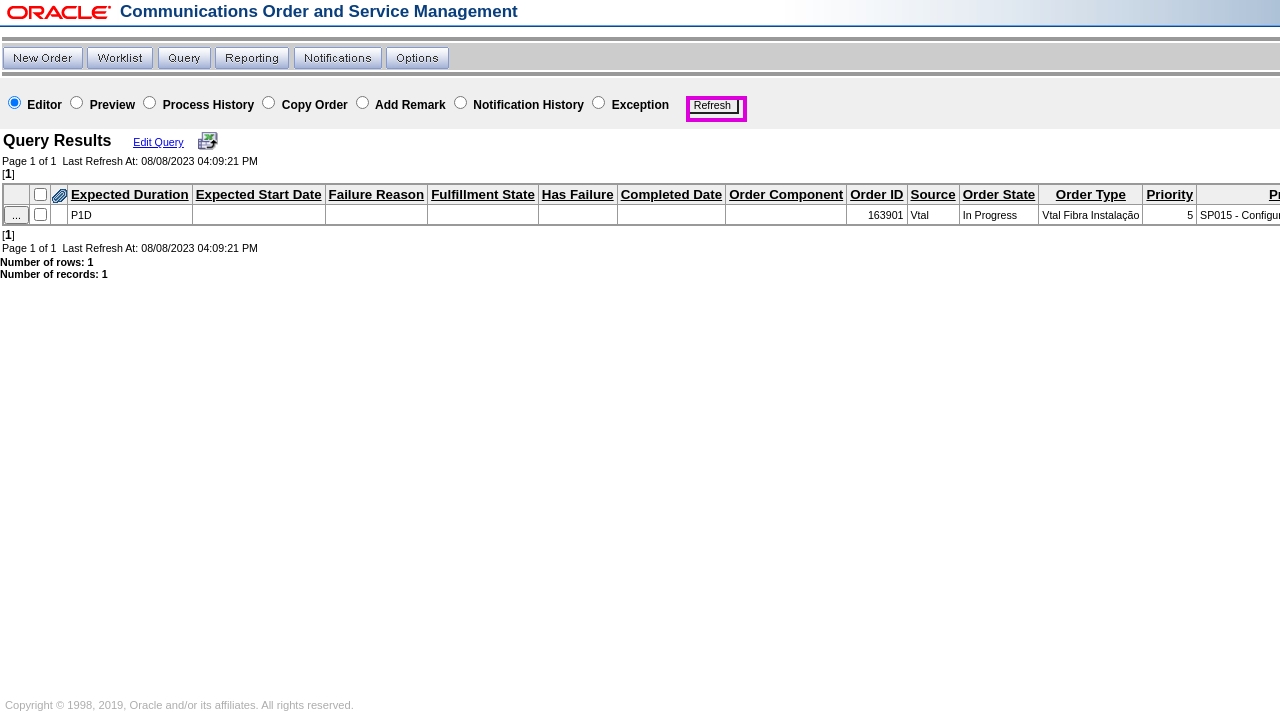 ORACLE Communications Order and Service Management
New Order Worklist Query Reporting Notifications Options
Editor Preview Process History Copy Order Add Remark Notification History Exception Refresh
Query Results Edit Query
Page 1 of 1 Last Refresh At: 08/08/2023 04:09:21 PM
[1]
Expected Duration Expected Start Date Failure Reason Fulfillment State Has Failure Completed Date Order Component Order ID Source Order State Order Type Priority
... P1D 163901 Vtal In Progress Vtal Fibra Instalação 5 SP015 -
[1]
Page 1 of 1 Last Refresh At: 08/08/2023 04:09:21 PM
Number of rows: 1
Number of records: 1
Copyright © 1998, 2019, Oracle and/or its affiliates. All rights reserved.